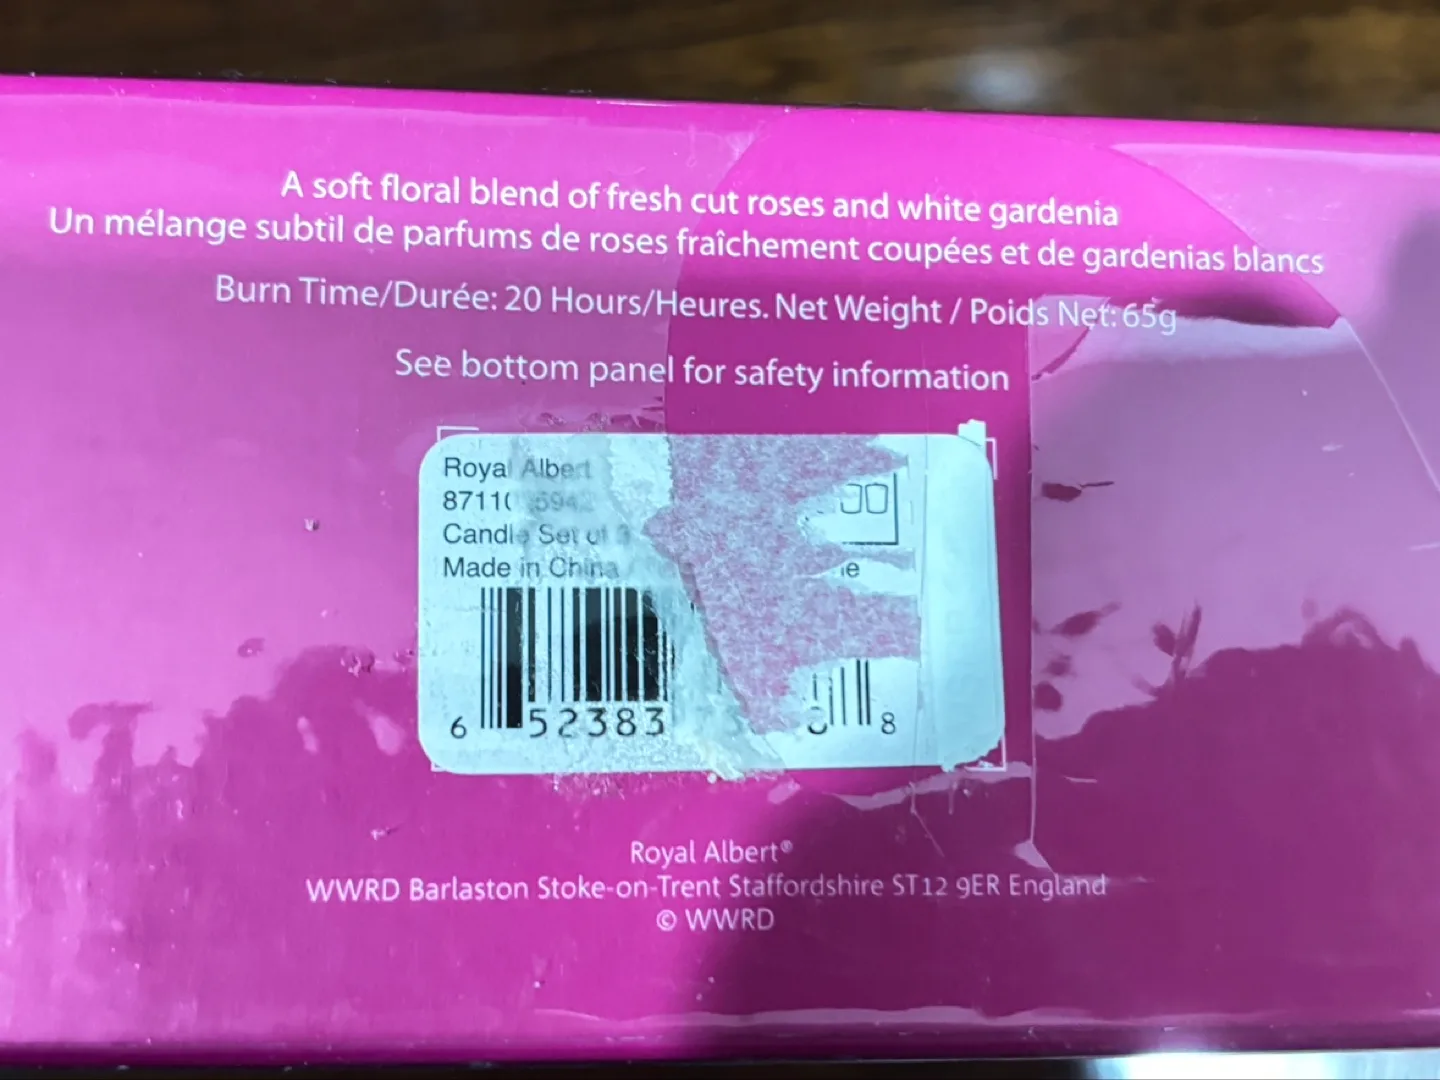 A soft floral blend of fresh cut roses and white gardenia
Un mélange subtil de parfums de roses fraîchement coupées et de gardenias blancs
Burn Time/Durée: 20 Hours/Heures. Net Weight / Poids Net: 65g
See bottom panel for safety information
Royal Albert
Candle Set of 3
Made in China
6 52383 8
Royal Albert®
WWRD Barlaston Stoke-on-Trent Staffordshire ST12 9ER England
© WWRD